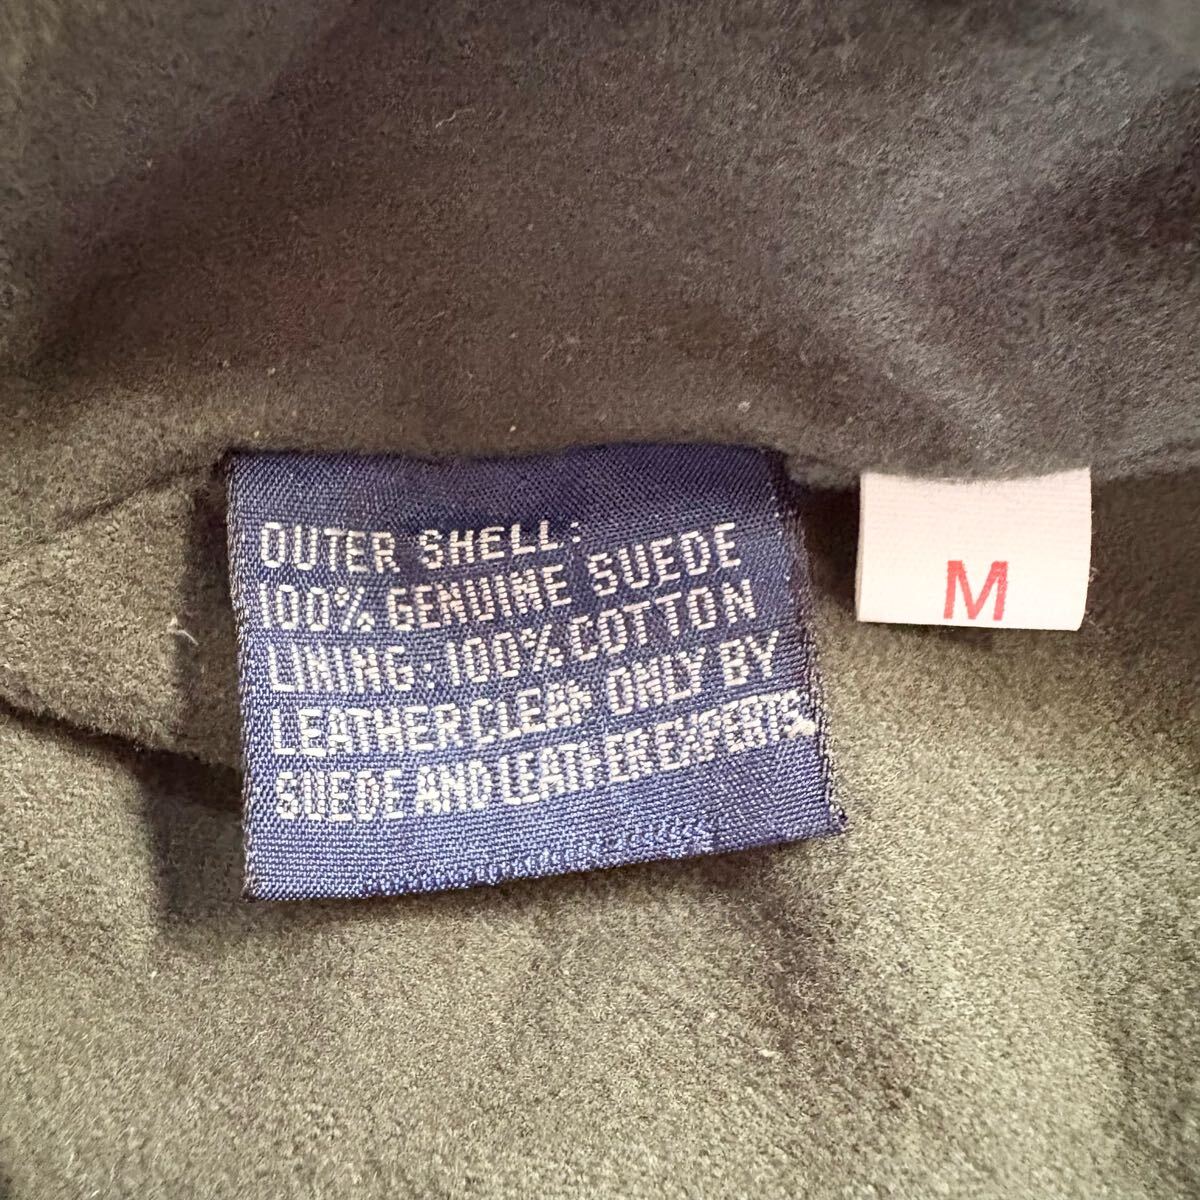 OUTER SHELL:
100% GENUINE SUEDE
LINING: 100% COTTON
LEATHER CLEAN ONLY BY
SUEDE AND LEATHER EXPERTS.
M